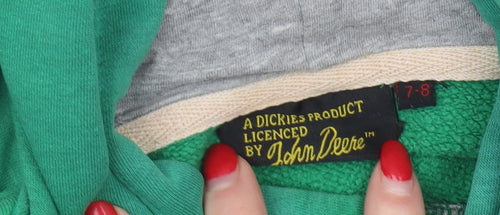 A DICKIES PRODUCT
LICENCED
BY John Deere™
7-8